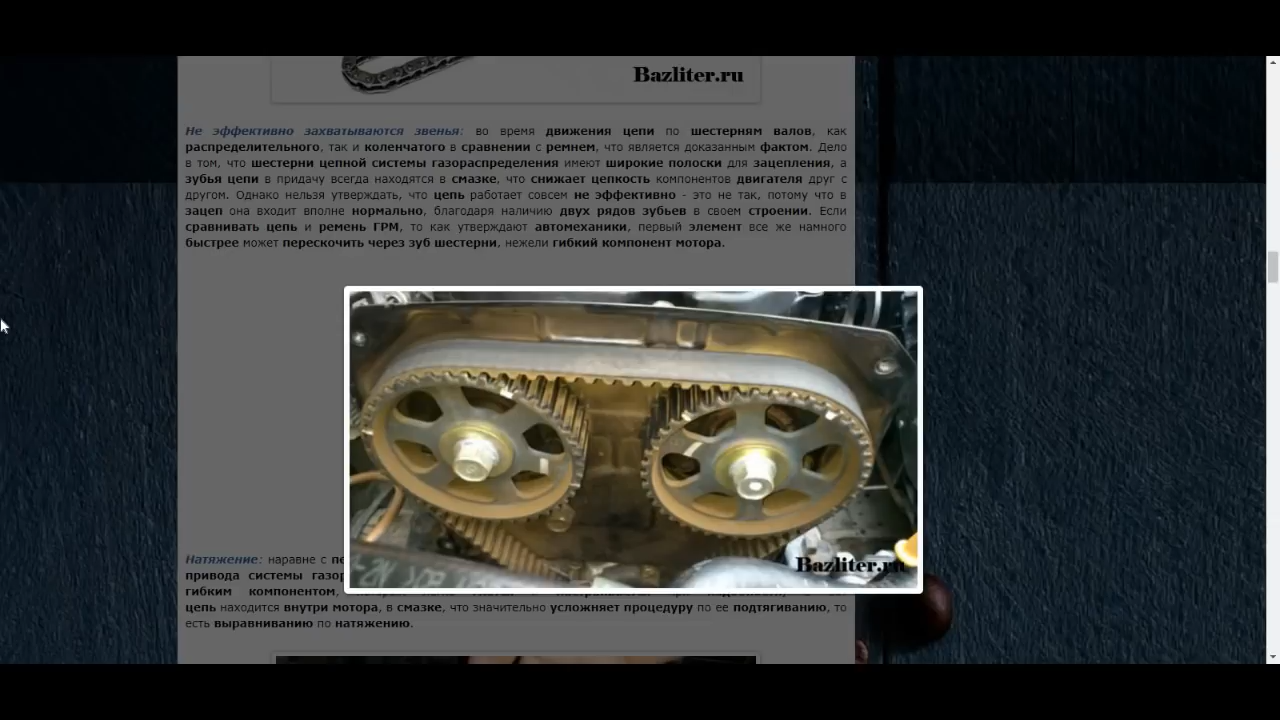 Bazliter.ru
Не эффективно захватываются звенья: во время движения цепи по шестерням валов, как
распределительного, так и коленчатого в сравнении с ремнем, что является доказанным фактом. Дело
в том, что шестерни цепной системы газораспределения имеют широкие полоски для зацепления, а
зубья цепи в придачу всегда находятся в смазке, что снижает цепкость компонентов двигателя друг с
другом. Однако нельзя утверждать, что цепь работает совсем не эффективно - это не так, потому что в
зацеп она входит вполне нормально, благодаря наличию двух рядов зубьев в своем строении. Если
сравнивать цепь и ремень ГРМ, то как утверждают автомеханики, первый элемент все же намного
быстрее может перескочить через зуб шестерни, нежели гибкий компонент мотора.
Bazliter.ru
Натяжение: наравне с
привода системы
гибким компонентом,
цепь находится внутри мотора, в смазке, что значительно усложняет процедуру по ее подтягиванию, то
есть выравниванию по натяжению.